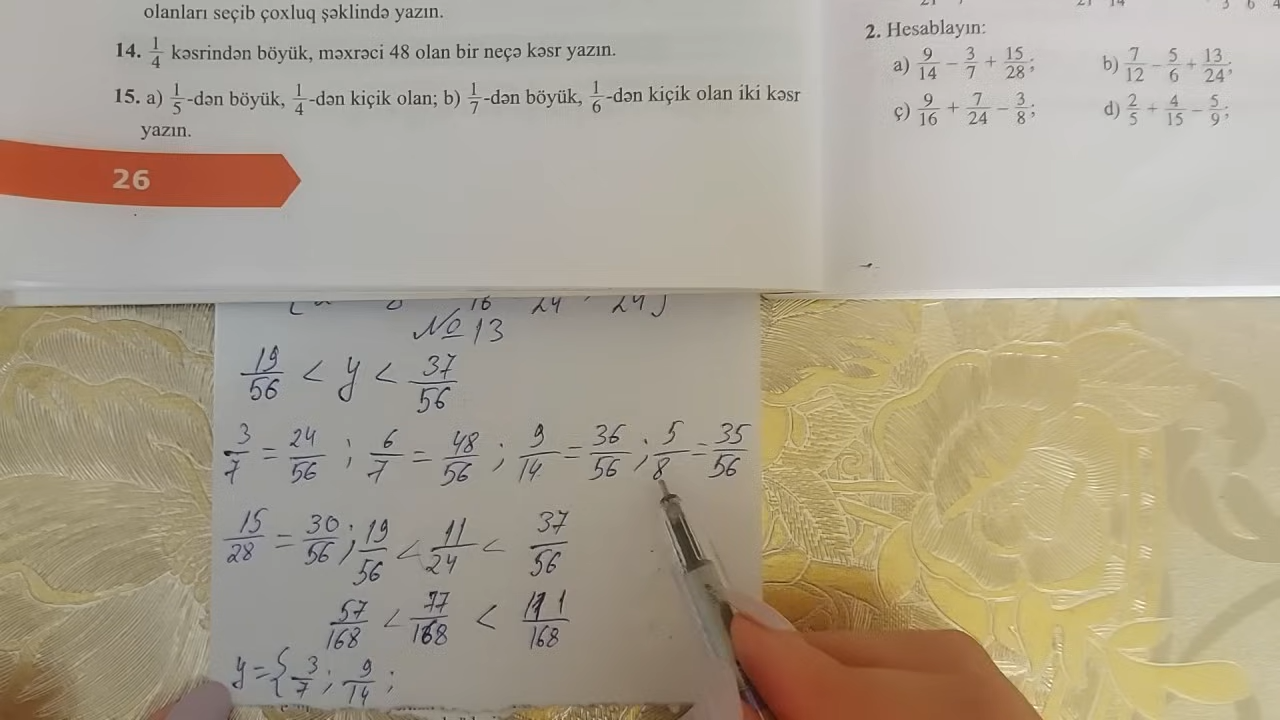 olanları seçib çoxluq şəklində yazın.
14. 1/4 kəsrindən böyük, məxrəci 48 olan bir neçə kəsr yazın.
15. a) 1/5-dən böyük, 1/4-dən kiçik olan; b) 1/7-dən böyük, 1/6-dən kiçik olan iki kəsr
yazın.
26
2. Hesablayın:
a) 9/14 − 3/7 + 15/28; b) 7/12 − 5/6 + 13/24;
ç) 9/16 + 7/24 − 3/8; d) 2/5 + 4/15 − 5/9;
№ 13
19/56 < y < 37/56
3/7 = 24/56 ; 6/7 = 48/56 ; 9/14 = 36/56 ; 5/8 = 35/56
15/28 = 30/56 ; 19/56 < 11/24 < 37/56
57/168 < 77/168 < 111/168
y = { 3/7 ; 9/14 ;